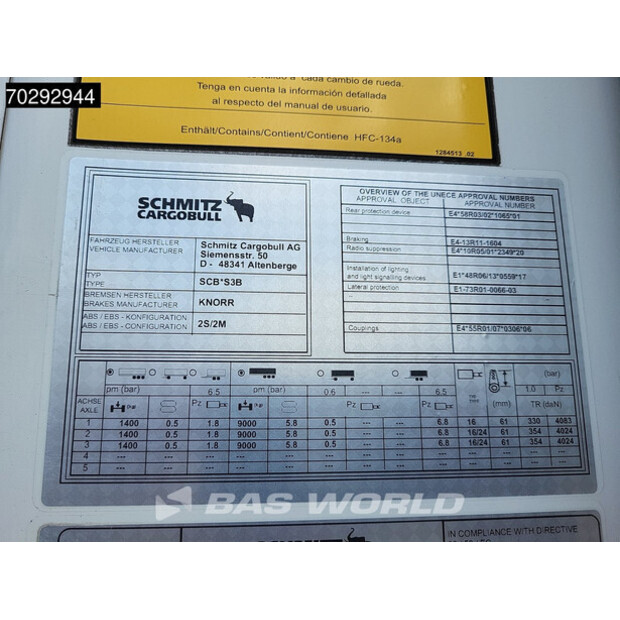 70292944
a cada cambio de rueda.
Tenga en cuenta la información detallada
al respecto del manual de usuario.
Enthält/Contains/Contient/Contiene HFC-134a
1284513 .02
SCHMITZ
CARGOBULL
FAHRZEUG HERSTELLER
VEHICLE MANUFACTURER
Schmitz Cargobull AG
Siemensstr. 50
D - 48341 Altenberge
TYP
TYPE
SCB*S3B
BREMSEN HERSTELLER
BRAKES MANUFACTURER
KNORR
ABS / EBS - KONFIGURATION
ABS / EBS - CONFIGURATION
2S/2M
OVERVIEW OF THE UNECE APPROVAL NUMBERS
APPROVAL OBJECT APPROVAL NUMBER
Rear protection device E4*58R03/02*1065*01
Braking E4-13R11-1604
Radio suppression E4*10R05/01*2349*20
Installation of lighting
and light signalling devices E1*48R06/13*0559*17
Lateral protection E1-73R01-0066-03
Couplings E4*55R01/07*0306*06
pm (bar) 6.5 pm (bar) 0.6 --- --- 6.5 (bar) 1.0 Pz
ACHSE
AXLE
(kg) Pz (kg) Pz Pz (mm) TR (daN)
1 1400 0.5 1.8 9000 5.8 0.5 --- --- 6.8 16 61 330 4083
2 1400 0.5 1.8 9000 5.8 0.5 --- --- 6.8 16/24 61 354 4024
3 1400 0.5 1.8 9000 5.8 0.5 --- --- 6.8 16/24 61 354 4024
4 --- --- --- --- --- --- --- --- --- --- --- --- ---
5 --- --- --- --- --- --- --- --- --- --- --- --- ---
BAS WORLD
IN COMPLIANCE WITH DIRECTIVE